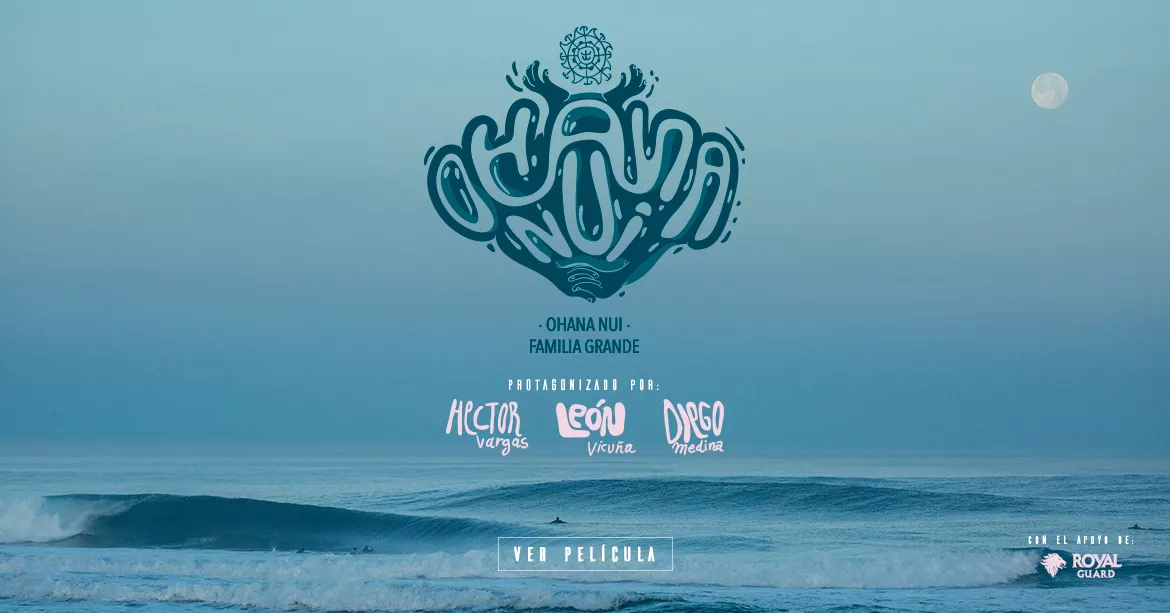 OHANA
NUi
· OHANA NUI ·
FAMILIA GRANDE
PROTAGONIZADO POR:
HECTOR
vargas
LEÓN
Vicuña
DIEGO
medina
VER PELÍCULA
CON EL APOYO DE:
ROYAL
GUARD